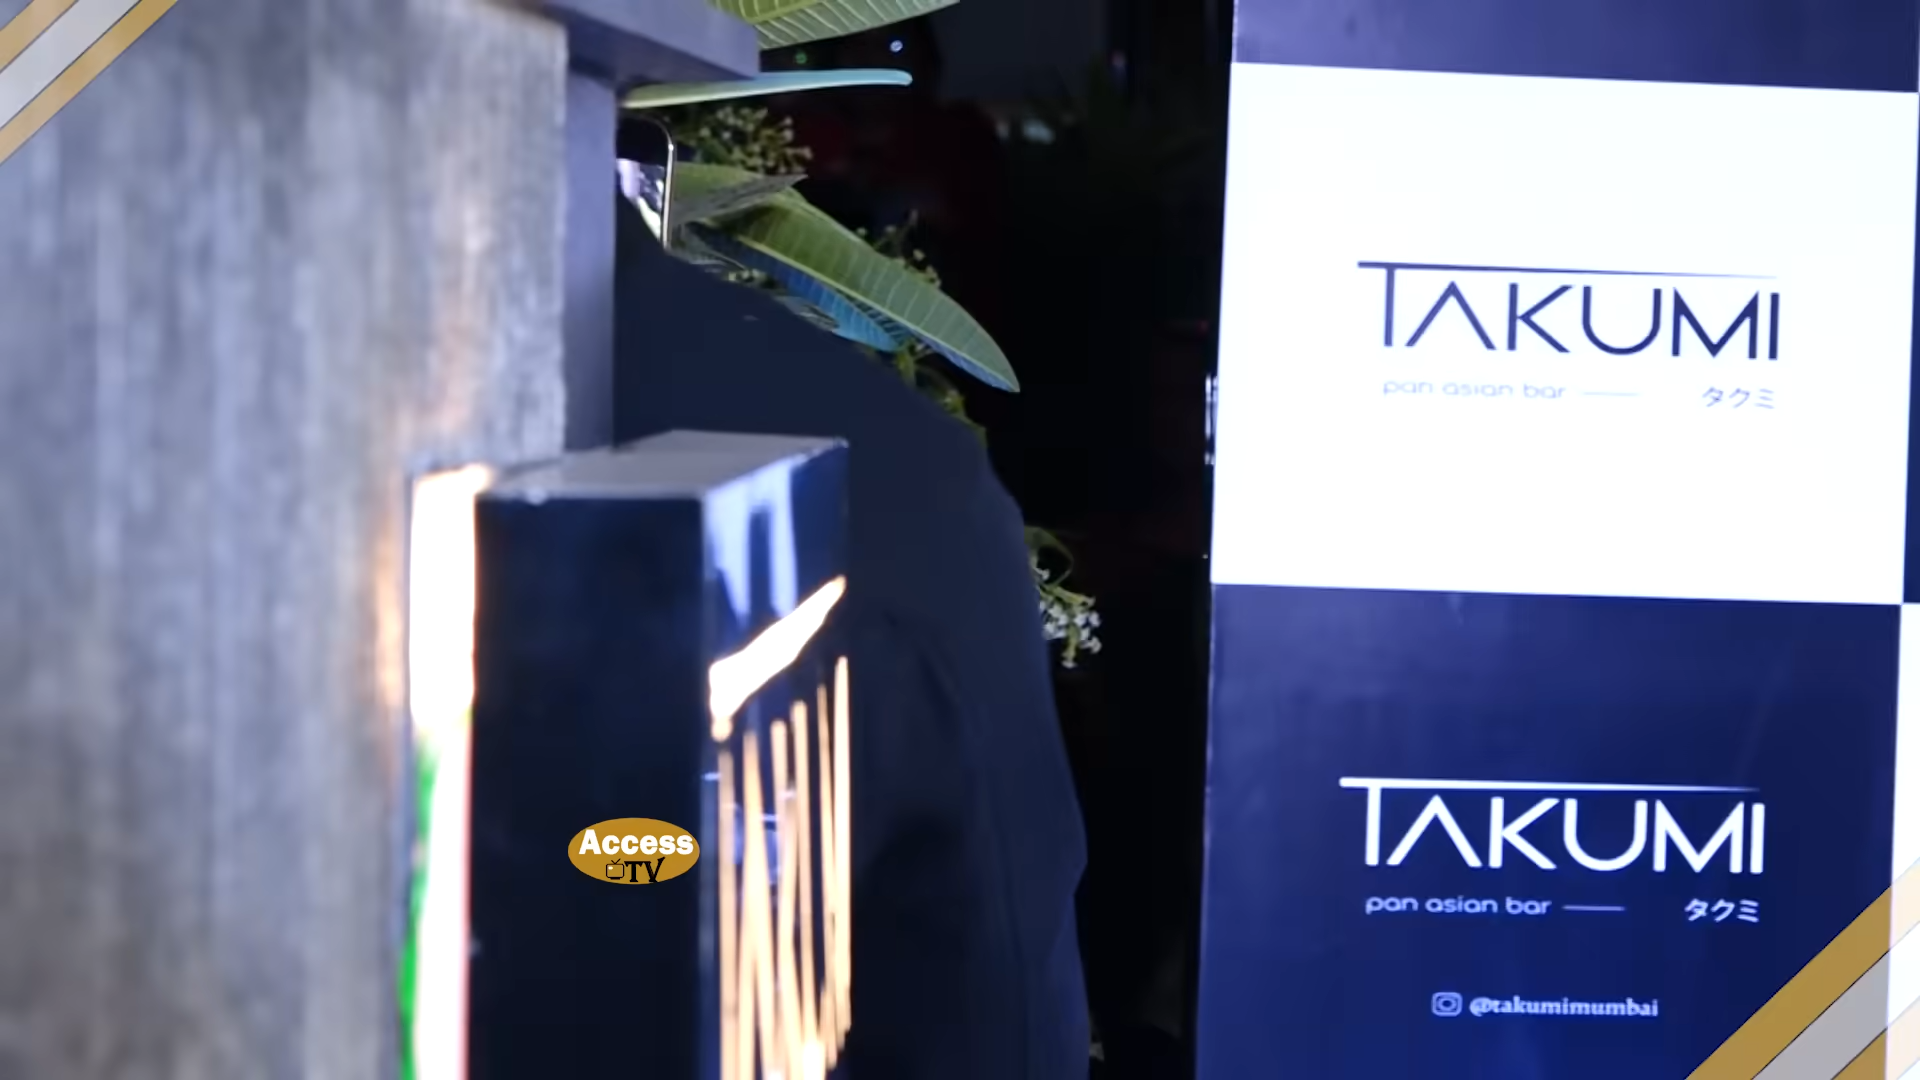 TAKUMI
pan asian bar
タクミ
Access
TV
TAKUMI
pan asian bar
タクミ
@takumimumbai